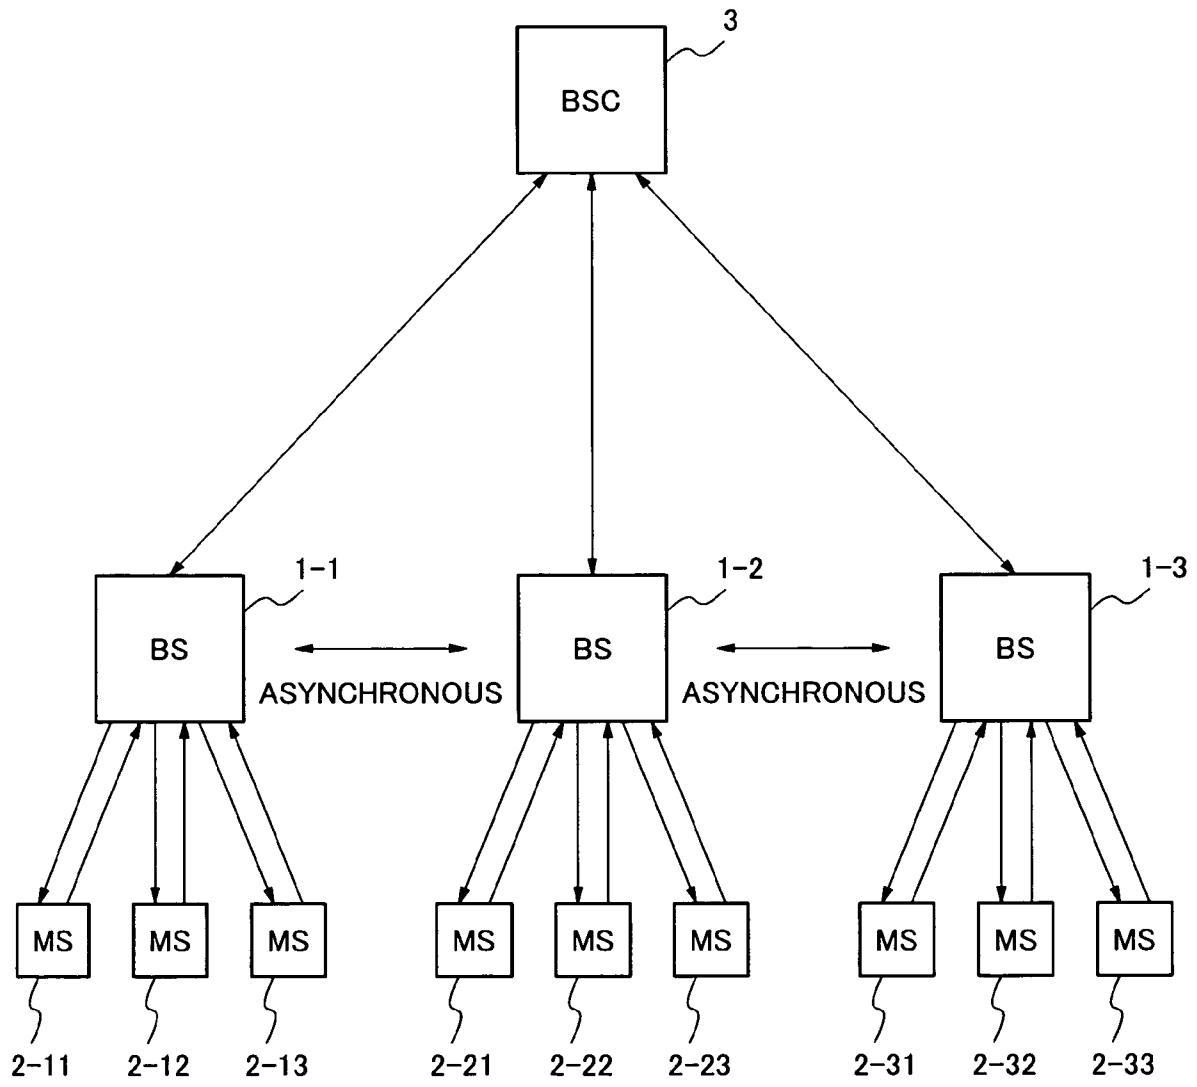 3
BSC
1-1
1-2
1-3
BS
BS
BS
ASYNCHRONOUS
ASYNCHRONOUS
MS
MS
MS
MS
MS
MS
MS
MS
MS
2-11
2-12
2-13
2-21
2-22
2-23
2-31
2-32
2-33